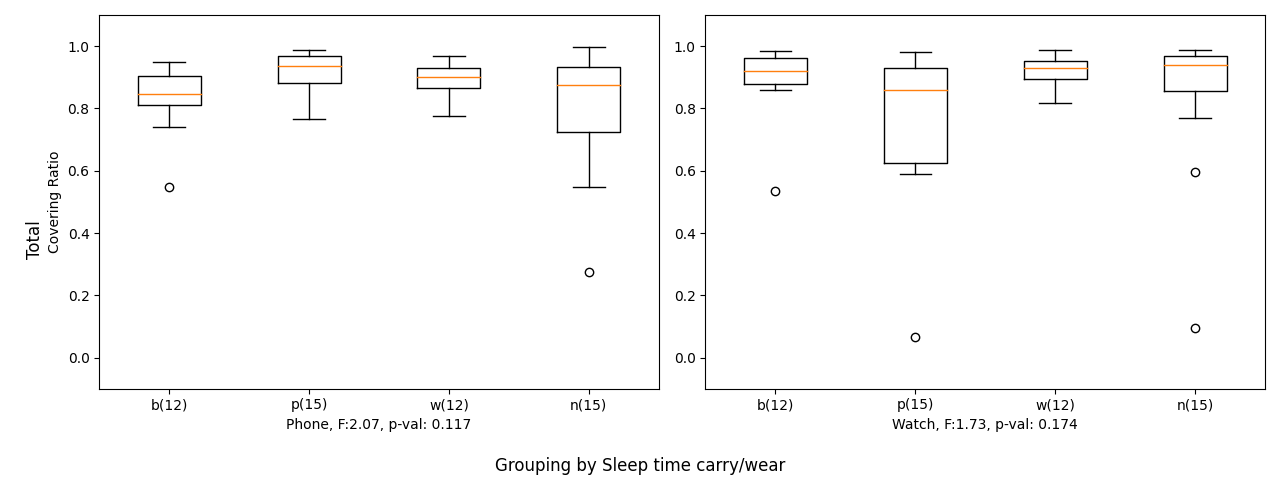 Total
Covering Ratio
1.0
0.8
0.6
0.4
0.2
0.0
b(12) p(15) w(12) n(15)
Phone, F:2.07, p-val: 0.117
1.0
0.8
0.6
0.4
0.2
0.0
b(12) p(15) w(12) n(15)
Watch, F:1.73, p-val: 0.174
Grouping by Sleep time carry/wear